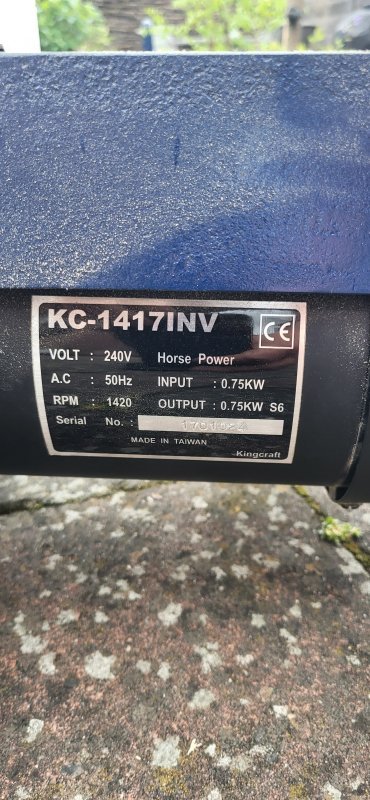 KC-1417INV
CE
VOLT : 240V Horse Power
A.C : 50Hz INPUT : 0.75KW
RPM : 1420 OUTPUT : 0.75KW S6
Serial No. :
MADE IN TAIWAN
Kingcraft